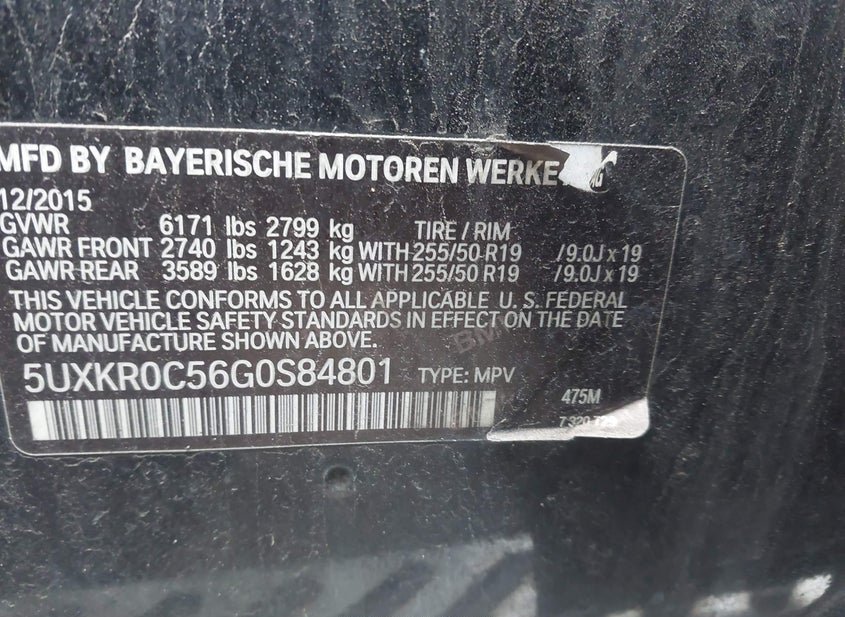 MFD BY BAYERISCHE MOTOREN WERKE AG
12/2015
GVWR 6171 lbs 2799 kg TIRE / RIM
GAWR FRONT 2740 lbs 1243 kg WITH 255/50 R19 /9.0J x 19
GAWR REAR 3589 lbs 1628 kg WITH 255/50 R19 /9.0J x 19
THIS VEHICLE CONFORMS TO ALL APPLICABLE U.S. FEDERAL
MOTOR VEHICLE SAFETY STANDARDS IN EFFECT ON THE DATE
OF MANUFACTURE SHOWN ABOVE.
5UXKR0C56G0S84801 TYPE: MPV
475M